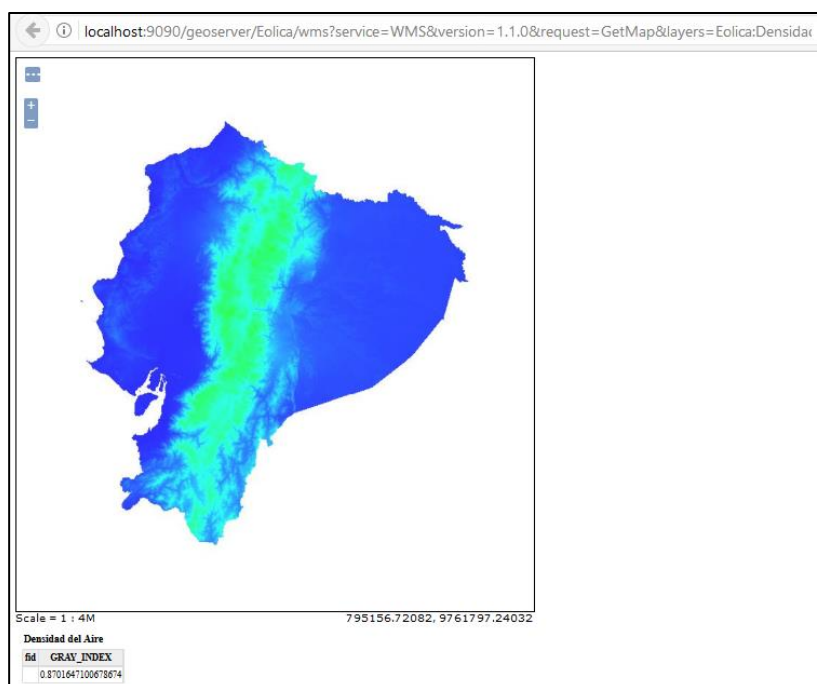 localhost:9090/geoserver/Eolica/wms?service=WMS&version=1.1.0&request=GetMap&layers=Eolica:Densidad
+
−
Scale = 1 : 4M
795156.72082, 9761797.24032
Densidad del Aire
fid GRAY_INDEX
0.8701647100678674